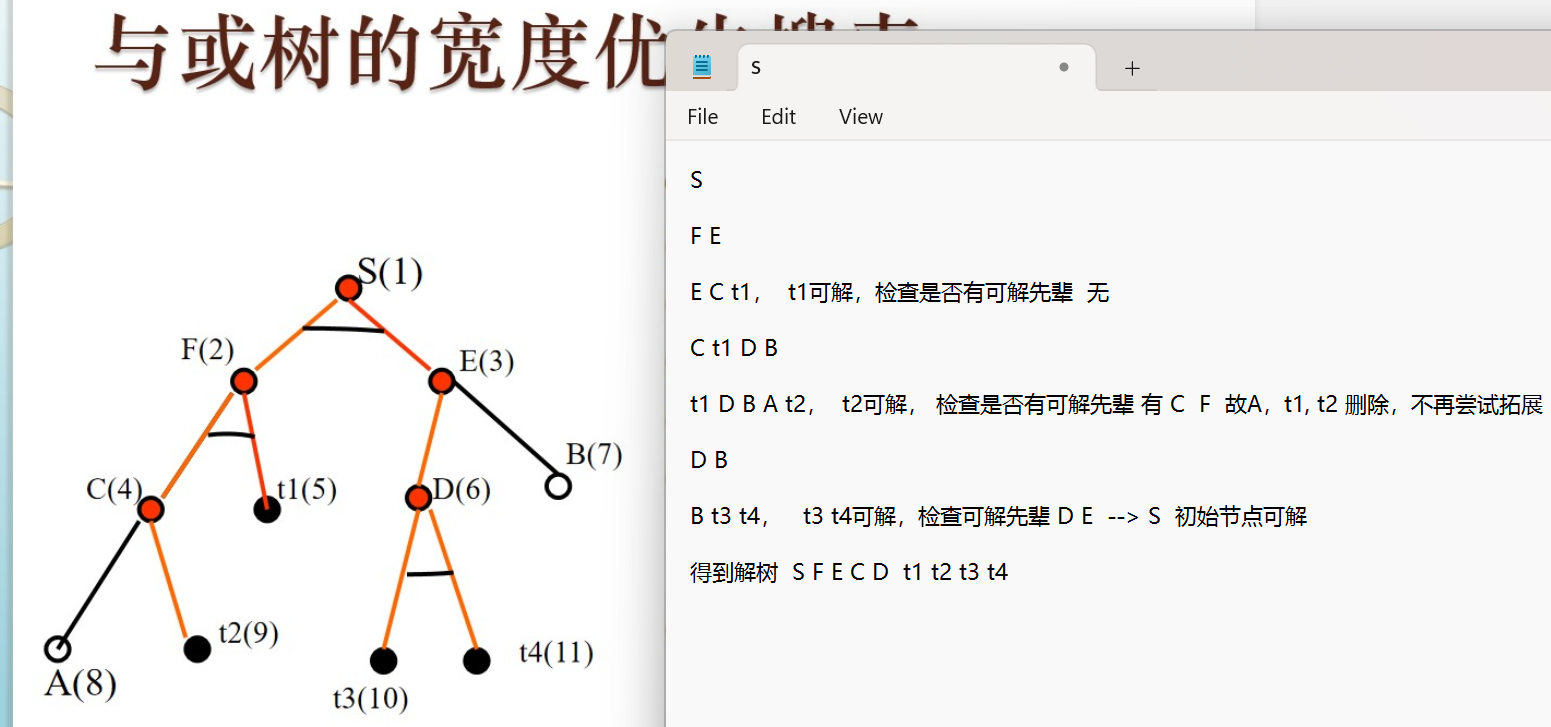 与或树的宽度优
S
File Edit View
S
F E
E C t1， t1可解，检查是否有可解先辈 无
C t1 D B
t1 D B A t2， t2可解， 检查是否有可解先辈 有 C F 故A，t1, t2 删除，不再尝试拓展
D B
B t3 t4， t3 t4可解，检查可解先辈 D E --> S 初始节点可解
得到解树 S F E C D t1 t2 t3 t4
S(1)
F(2)
E(3)
B(7)
C(4)
t1(5)
D(6)
t2(9)
t4(11)
A(8)
t3(10)